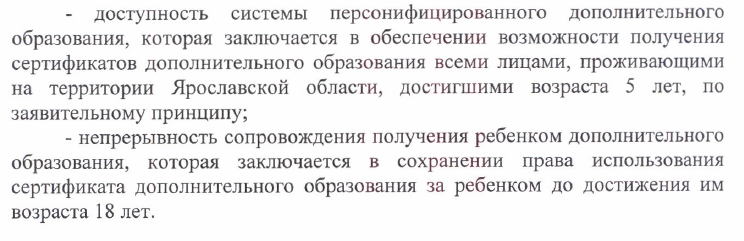 - доступность системы персонифицированного дополнительного
образования, которая заключается в обеспечении возможности получения
сертификатов дополнительного образования всеми лицами, проживающими
на территории Ярославской области, достигшими возраста 5 лет, по
заявительному принципу;
- непрерывность сопровождения получения ребенком дополнительного
образования, которая заключается в сохранении права использования
сертификата дополнительного образования за ребенком до достижения им
возраста 18 лет.